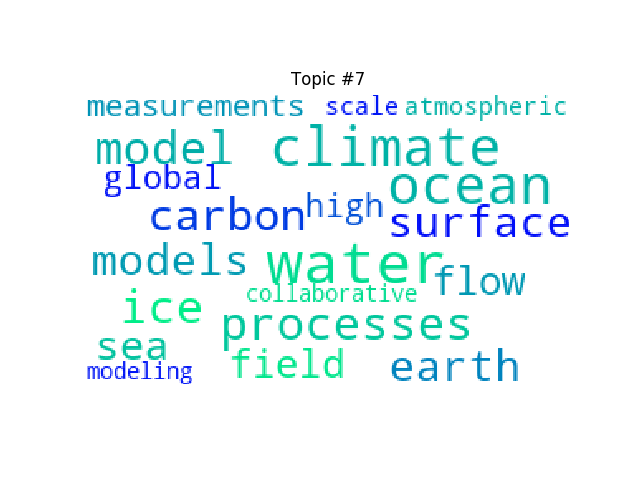 Topic #7
measurements scale atmospheric
model climate
global ocean
carbon high surface
models water flow
collaborative
ice processes
sea field earth
modeling